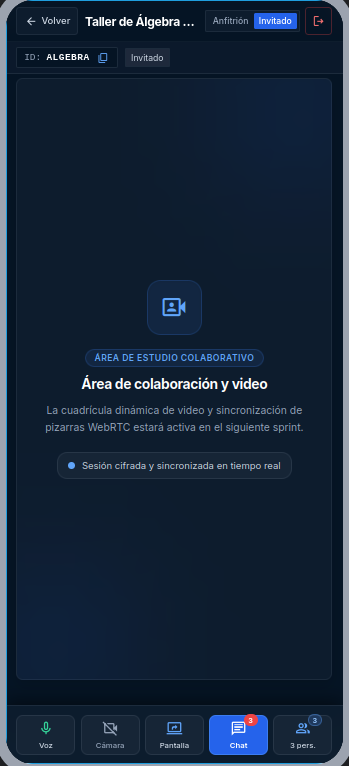 Volver
Taller de Álgebra ...
Anfitrión
Invitado
ID: ALGEBRA
Invitado
ÁREA DE ESTUDIO COLABORATIVO
Área de colaboración y video
La cuadrícula dinámica de video y sincronización de
pizarras WebRTC estará activa en el siguiente sprint.
Sesión cifrada y sincronizada en tiempo real
Voz
Cámara
Pantalla
3
Chat
3
3 pers.